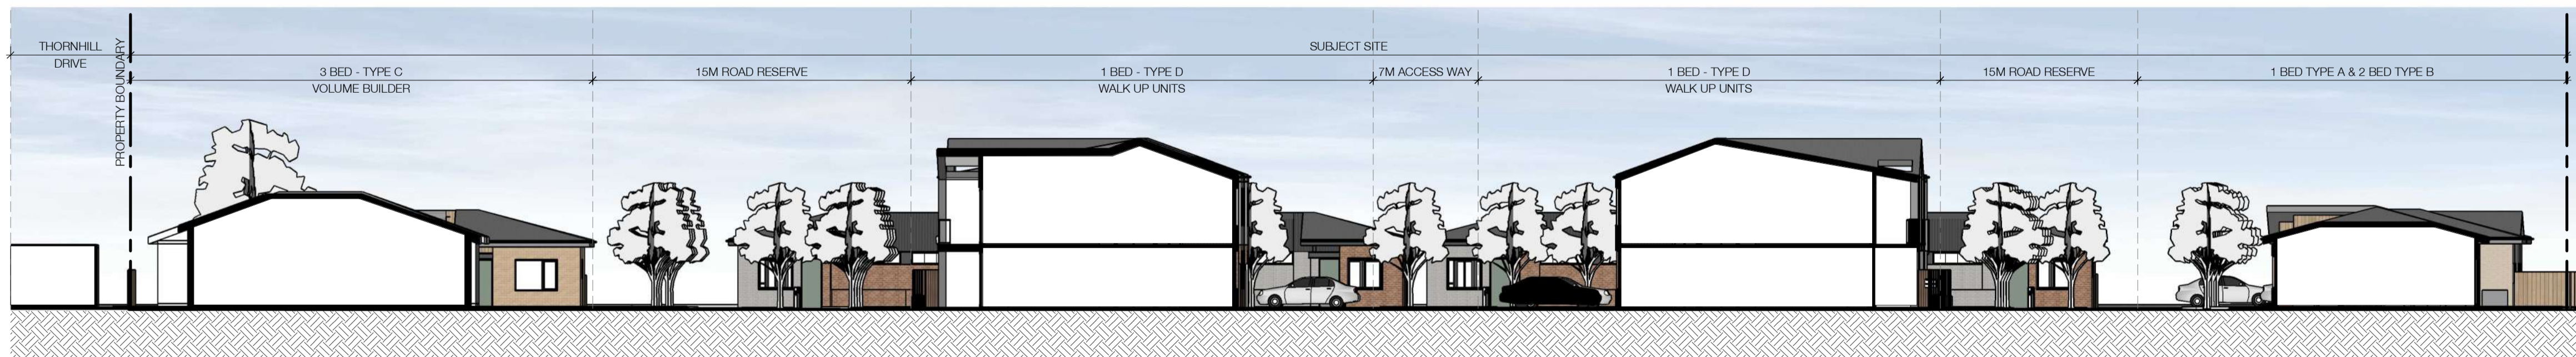 THORNHILL
DRIVE
PROPERTY BOUNDARY
SUBJECT SITE
3 BED - TYPE C
VOLUME BUILDER
15M ROAD RESERVE
1 BED - TYPE D
WALK UP UNITS
7M ACCESS WAY
1 BED - TYPE D
WALK UP UNITS
15M ROAD RESERVE
1 BED TYPE A & 2 BED TYPE B